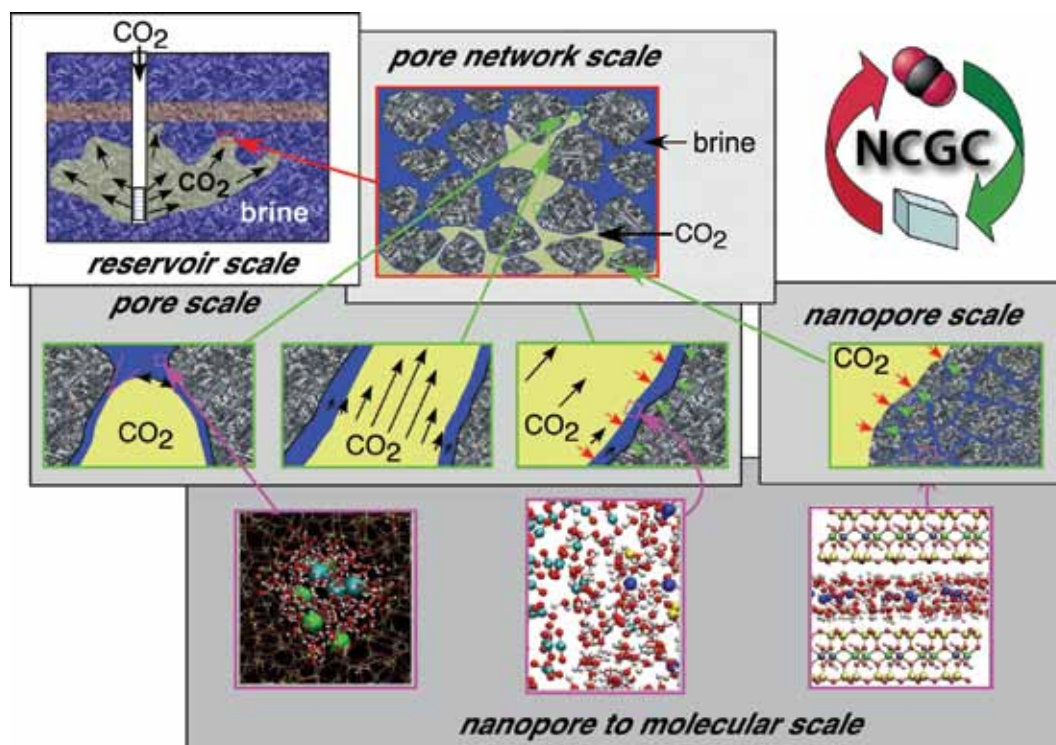 CO2
CO2
brine
reservoir scale
pore network scale
brine
CO2
NCGC
pore scale
CO2
CO2
CO2
nanopore scale
CO2
nanopore to molecular scale